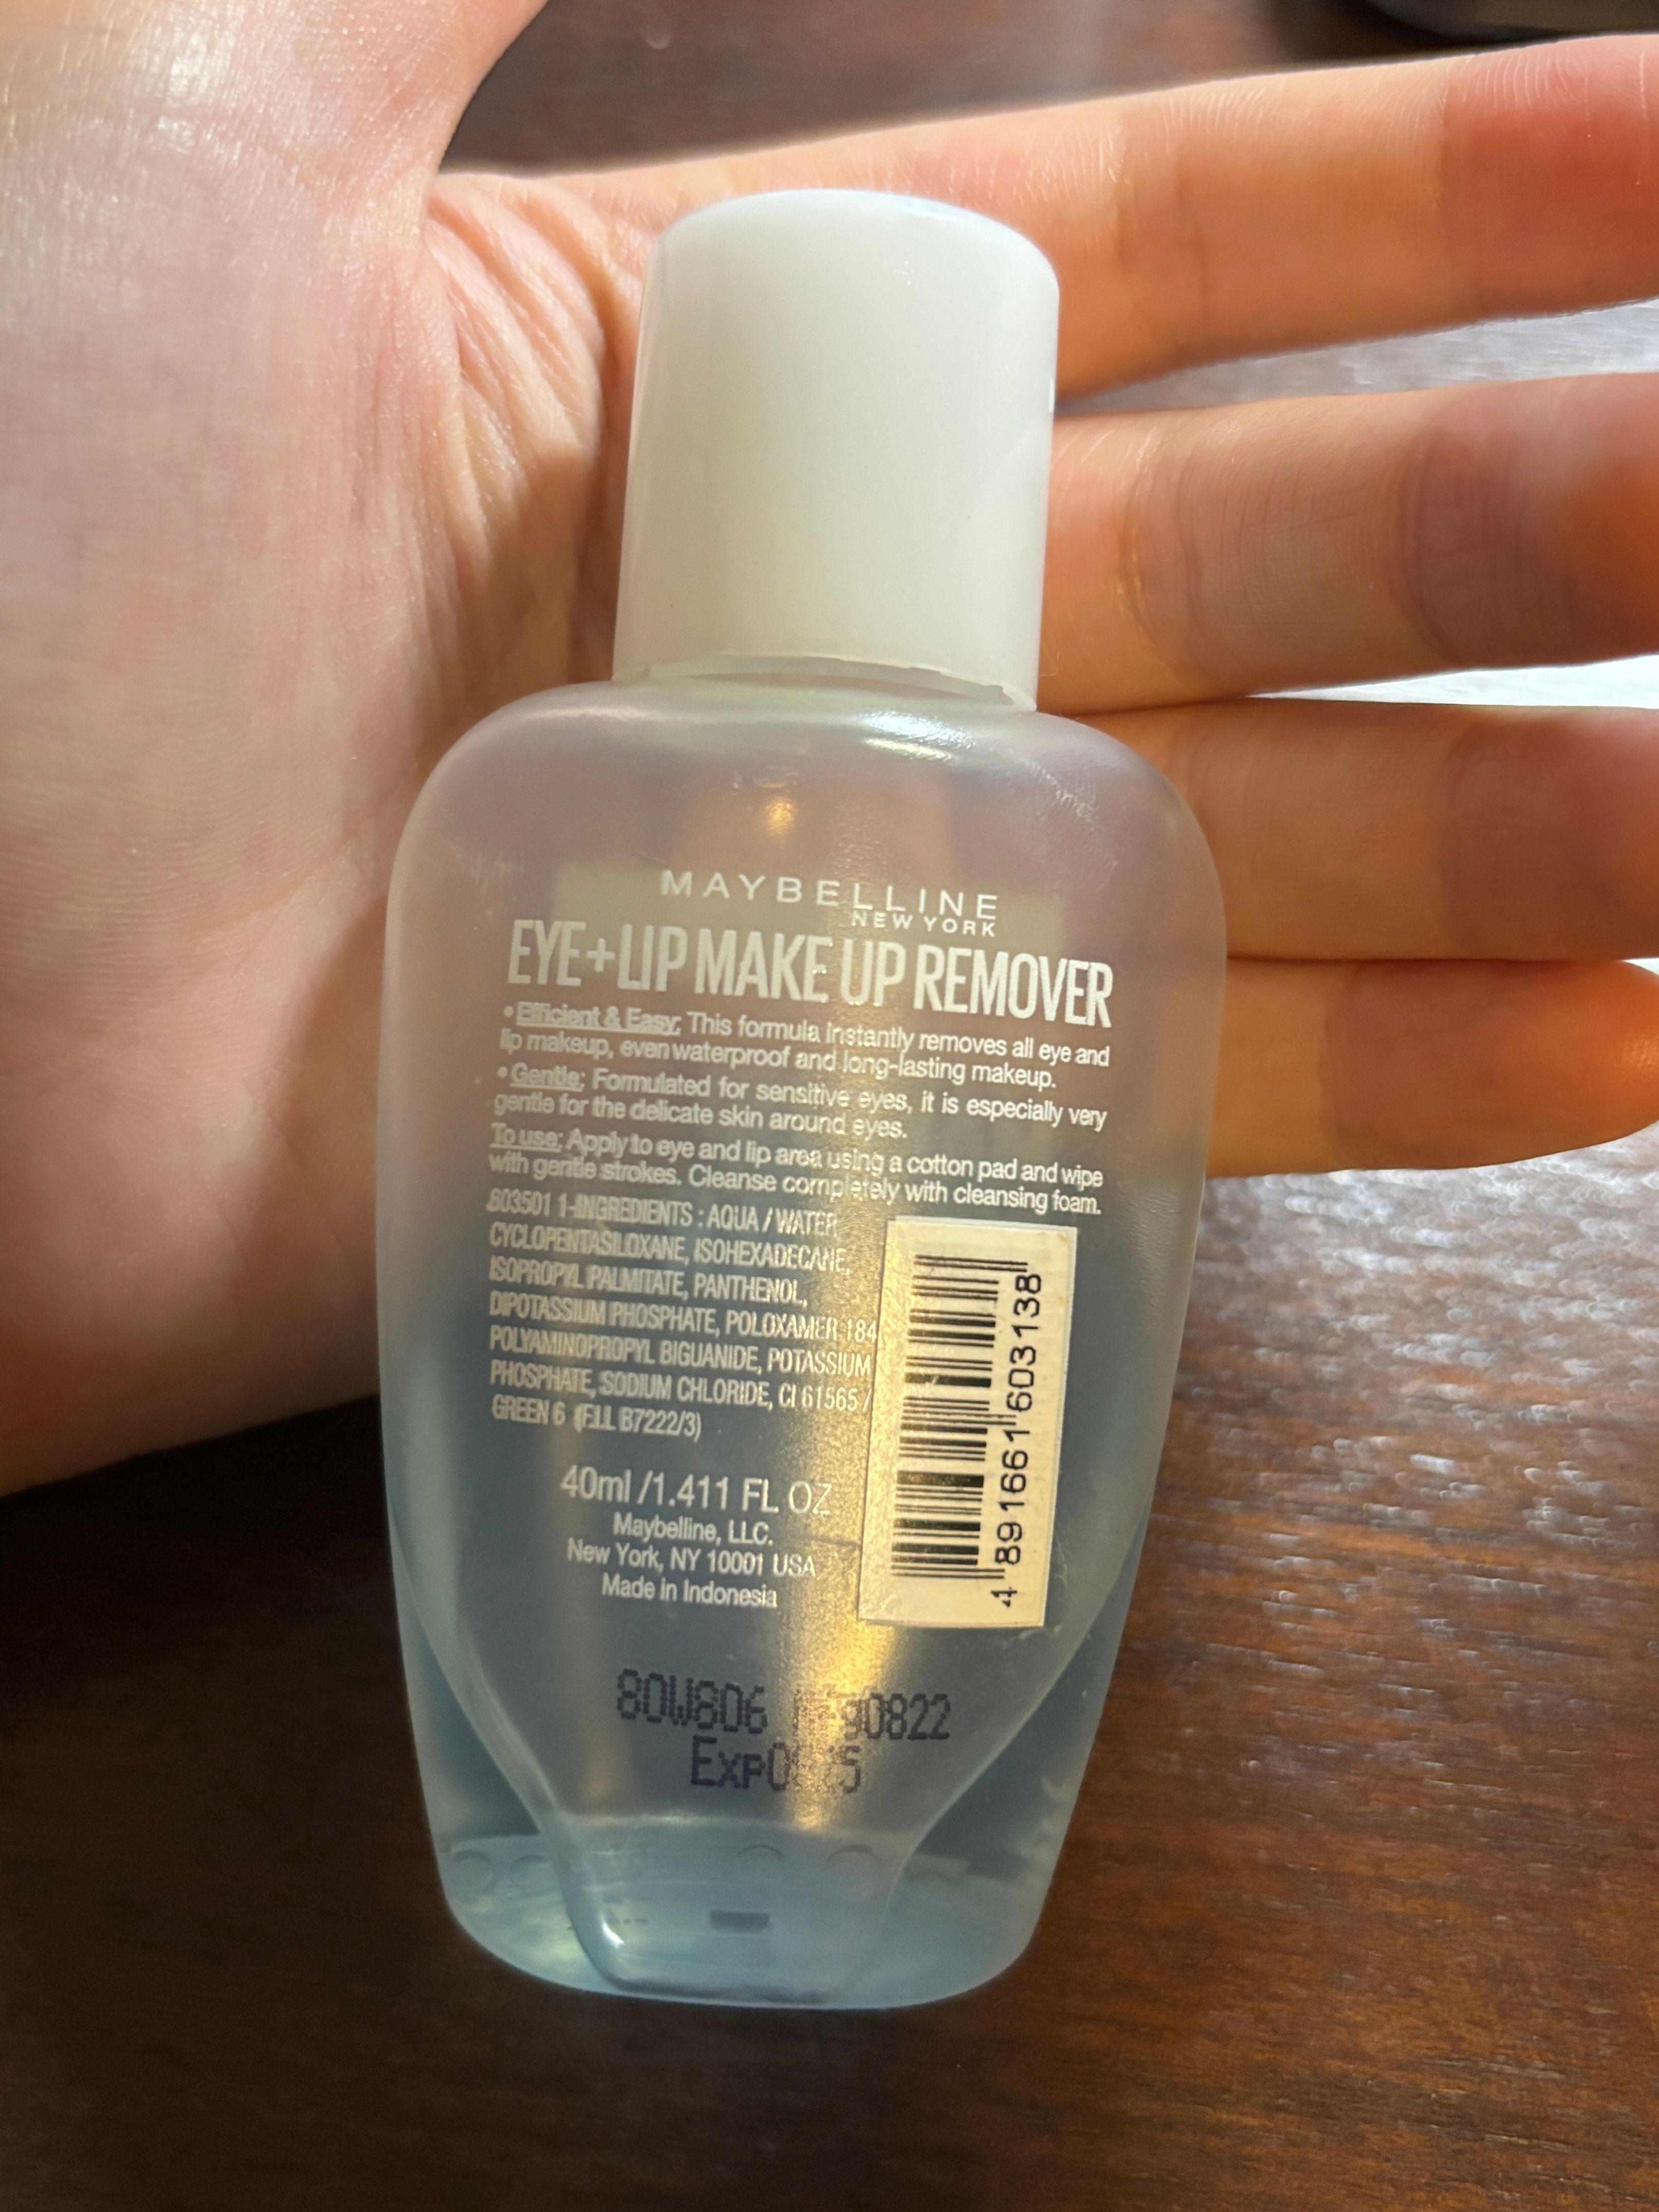 MAYBELLINE
NEW YORK
EYE+LIP MAKE UP REMOVER
• Efficient & Easy: This formula instantly removes all eye and
lip makeup, even waterproof and long-lasting makeup.
• Gentle: Formulated for sensitive eyes, it is especially very
gentle for the delicate skin around eyes.
To use: Apply to eye and lip area using a cotton pad and wipe
with gentle strokes. Cleanse completely with cleansing foam.
603501 1-INGREDIENTS : AQUA / WATER,
CYCLOPENTASILOXANE, ISOHEXADECANE,
ISOPROPYL PALMITATE, PANTHENOL,
DIPOTASSIUM PHOSPHATE, POLOXAMER 184
POLYAMINOPROPYL BIGUANIDE, POTASSIUM
PHOSPHATE, SODIUM CHLORIDE, CI 61565 /
GREEN 6 (F.I.L B7222/3)
4 891661 603138
40ml /1.411 FL OZ
Maybelline, LLC.
New York, NY 10001 USA
Made in Indonesia
80W806